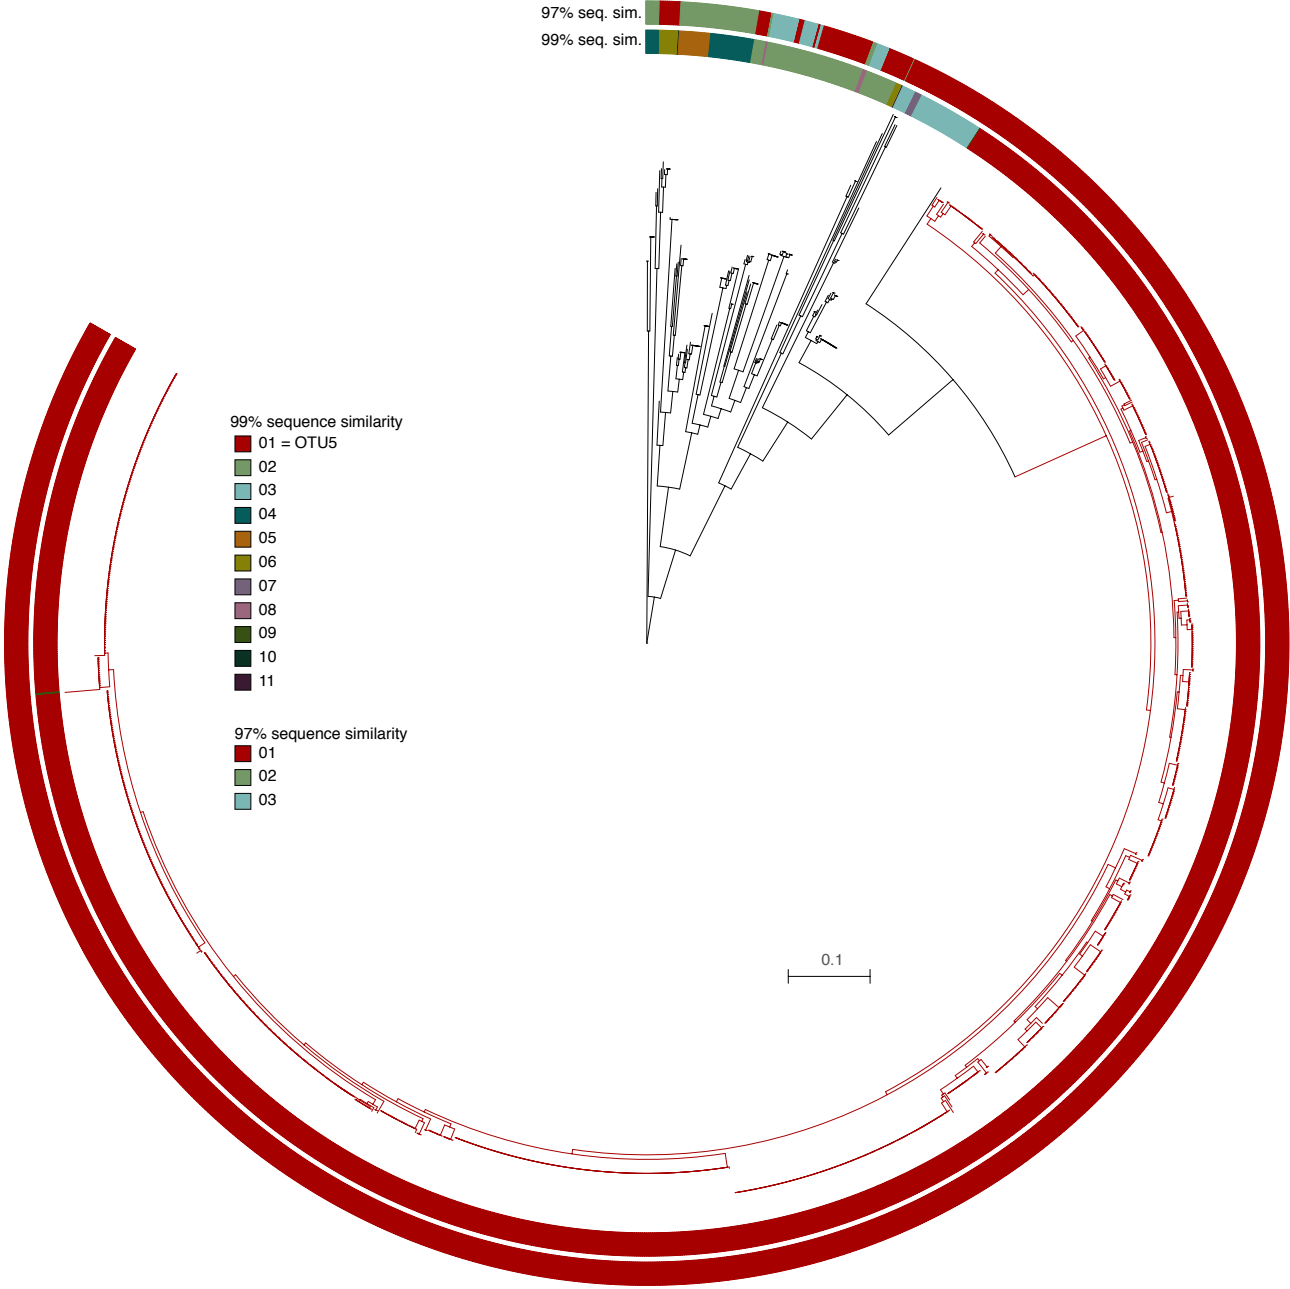 97% seq. sim.
99% seq. sim.
99% sequence similarity
01 = OTU5
02
03
04
05
06
07
08
09
10
11
97% sequence similarity
01
02
03
0.1